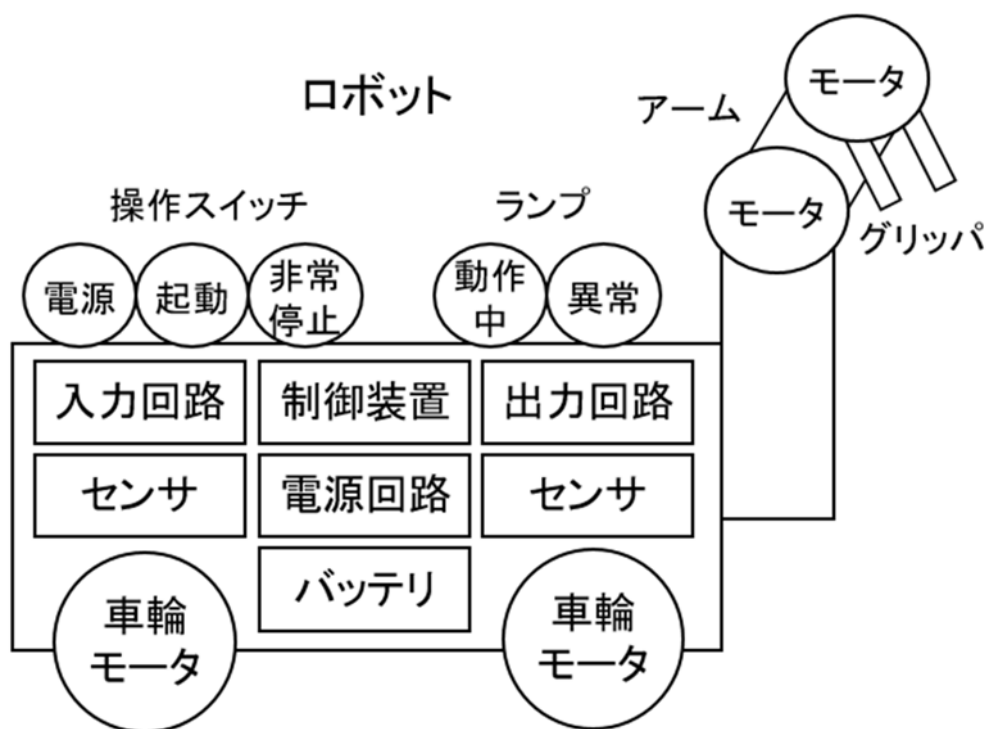 ロボット
モータ
アーム
モータ
グリッパ
操作スイッチ
ランプ
電源
起動
非常
停止
動作
中
異常
入力回路
制御装置
出力回路
センサ
電源回路
センサ
バッテリ
車輪
モータ
車輪
モータ